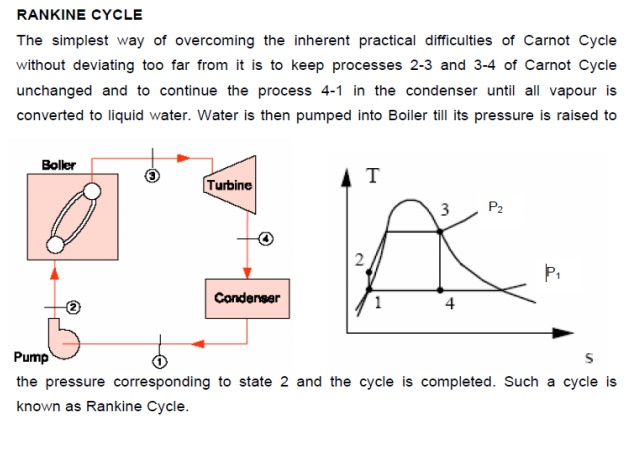 RANKINE CYCLE
The simplest way of overcoming the inherent practical difficulties of Carnot Cycle
without deviating too far from it is to keep processes 2-3 and 3-4 of Carnot Cycle
unchanged and to continue the process 4-1 in the condenser until all vapour is
converted to liquid water. Water is then pumped into Boiler till its pressure is raised to
Boiler
3
Turbine
4
Condenser
2
Pump
1
T
3
P2
2
P1
1
4
S
the pressure corresponding to state 2 and the cycle is completed. Such a cycle is
known as Rankine Cycle.